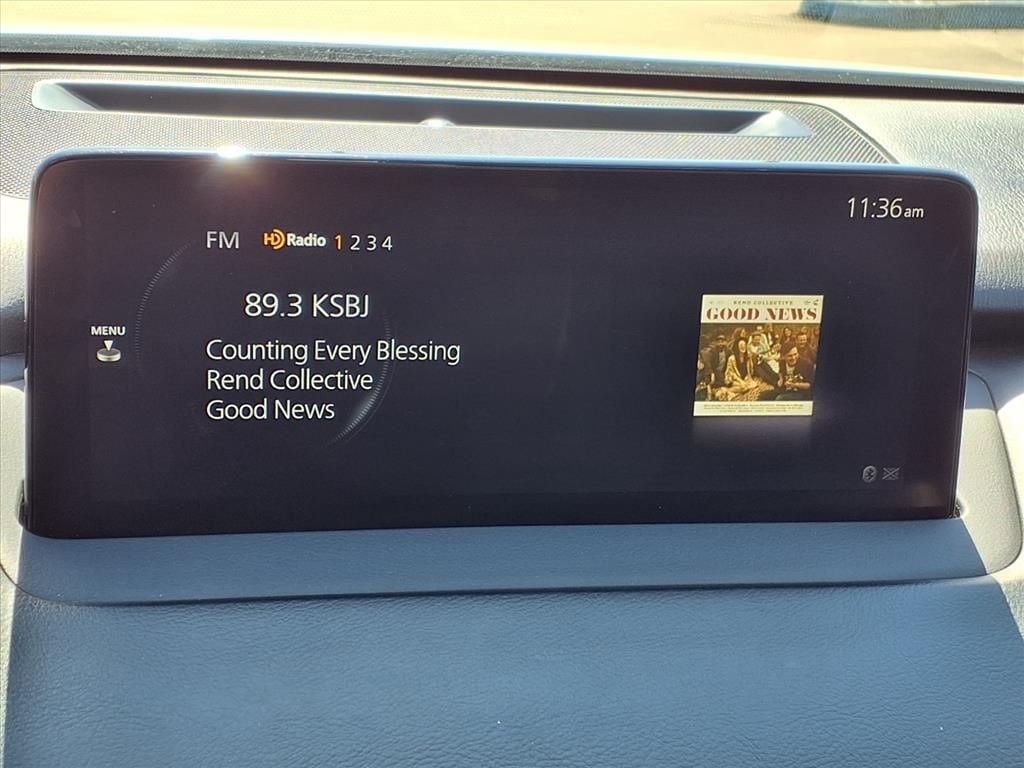 11:36am
FM HD Radio 1 2 3 4
89.3 KSBJ
MENU
Counting Every Blessing
Rend Collective
Good News
REND COLLECTIVE
GOOD NEWS